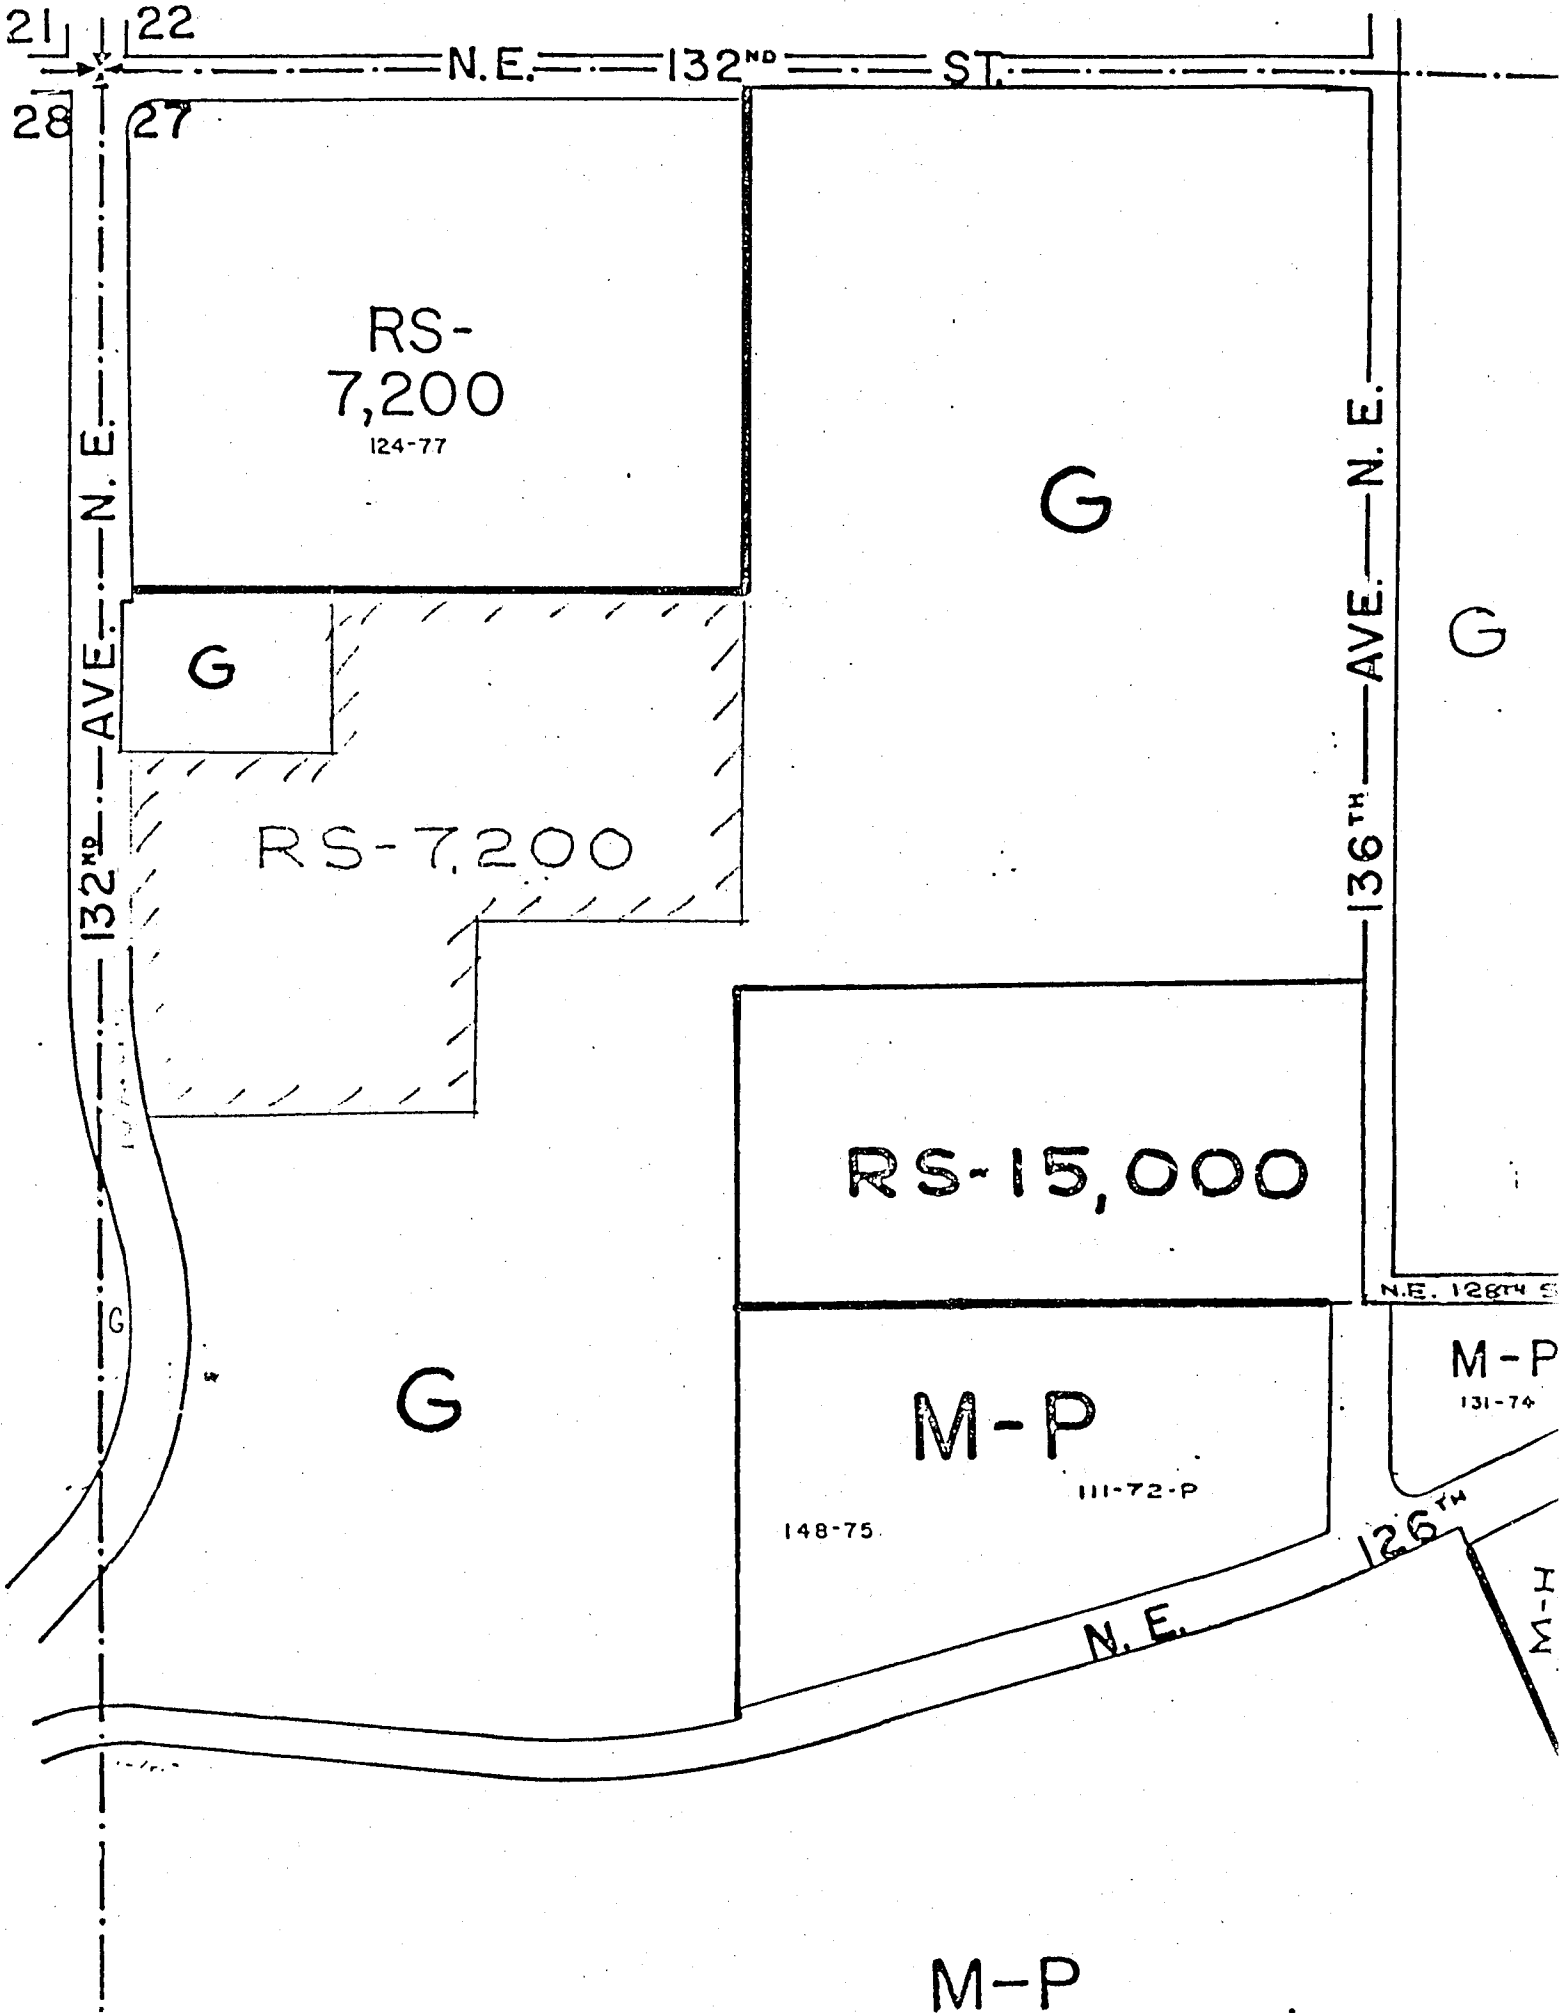 21 22
N.E. 132ND ST.
28 27
RS-
7,200
124-77
G
G
G
132ND AVE. N.E.
136TH AVE. N.E.
RS-7,200
RS-15,000
N.E. 128TH S
G
G
M-P
131-74
M-P
111-72-P
148-75
N.E. 126TH
M-I
M-P